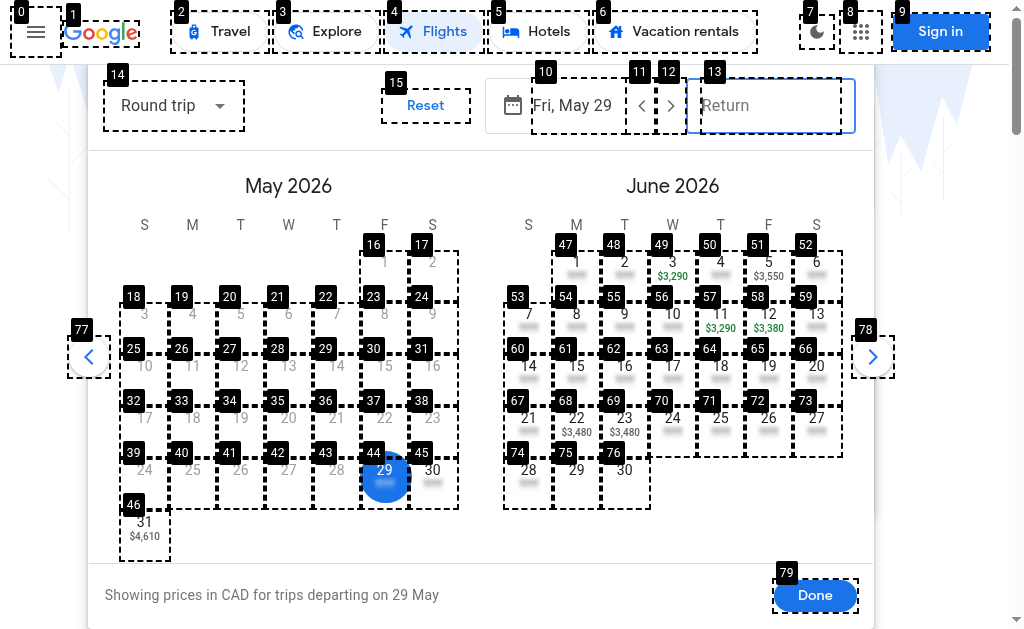 0 1 2 3 4 5 6 7 8 9
Google Travel Explore Flights Hotels Vacation rentals Sign in
14 15 10 11 12 13
Round trip Reset Fri, May 29 Return
May 2026 June 2026
S M T W T F S S M T W T F S
16 17 47 48 49 50 51 52
1 2 1 2 3 4 5 6
$3,290 $3,550
18 19 20 21 22 23 24 53 54 55 56 57 58 59
3 4 5 6 7 8 9 7 8 9 10 11 12 13
$3,290 $3,380
77 78
25 26 27 28 29 30 31 60 61 62 63 64 65 66
10 11 12 13 14 15 16 14 15 16 17 18 19 20
32 33 34 35 36 37 38 67 68 69 70 71 72 73
17 18 19 20 21 22 23 21 22 23 24 25 26 27
$3,480 $3,480
39 40 41 42 43 44 45 74 75 76
24 25 26 27 28 29 30 28 29 30
46
31
$4,610
79
Showing prices in CAD for trips departing on 29 May Done